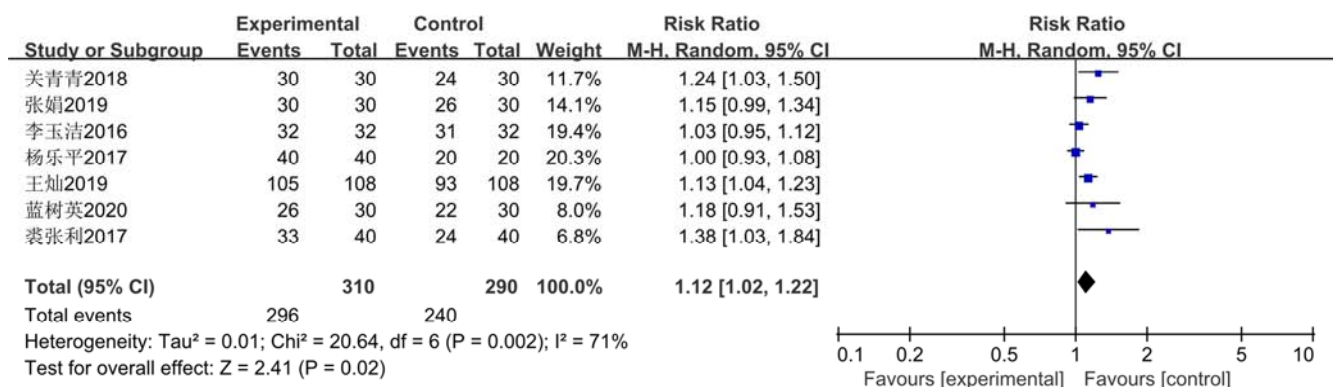 Experimental Control Risk Ratio Risk Ratio
Study or Subgroup Events Total Events Total Weight M-H, Random, 95% CI M-H, Random, 95% CI
关青青2018 30 30 24 30 11.7% 1.24 [1.03, 1.50]
张娟2019 30 30 26 30 14.1% 1.15 [0.99, 1.34]
李玉洁2016 32 32 31 32 19.4% 1.03 [0.95, 1.12]
杨乐平2017 40 40 20 20 20.3% 1.00 [0.93, 1.08]
王灿2019 105 108 93 108 19.7% 1.13 [1.04, 1.23]
蓝树英2020 26 30 22 30 8.0% 1.18 [0.91, 1.53]
裘张利2017 33 40 24 40 6.8% 1.38 [1.03, 1.84]
Total (95% CI) 310 290 100.0% 1.12 [1.02, 1.22]
Total events 296 240
Heterogeneity: Tau² = 0.01; Chi² = 20.64, df = 6 (P = 0.002); I² = 71%
Test for overall effect: Z = 2.41 (P = 0.02)
0.1 0.2 0.5 1 2 5 10
Favours [experimental] Favours [control]